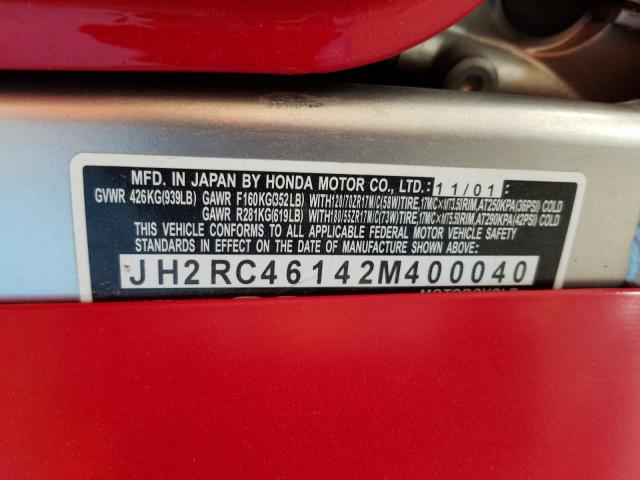 MFD. IN JAPAN BY HONDA MOTOR CO., LTD. 11/01
GVWR 426KG(939LB) GAWR F160KG(352LB) WITH120/70ZR17M/C(58W)TIRE,17MC×MT3.50RIM,AT250KPA(36PSI) COLD
GAWR R281KG(619LB) WITH180/55ZR17M/C(73W)TIRE,17MC×MT5.50RIM,AT290KPA(42PSI) COLD
THIS VEHICLE CONFORMS TO ALL APPLICABLE FEDERAL MOTOR VEHICLE SAFETY
STANDARDS IN EFFECT ON THE DATE OF MANUFACTURE SHOWN ABOVE.
JH2RC46142M400040
MOTORCYCLE